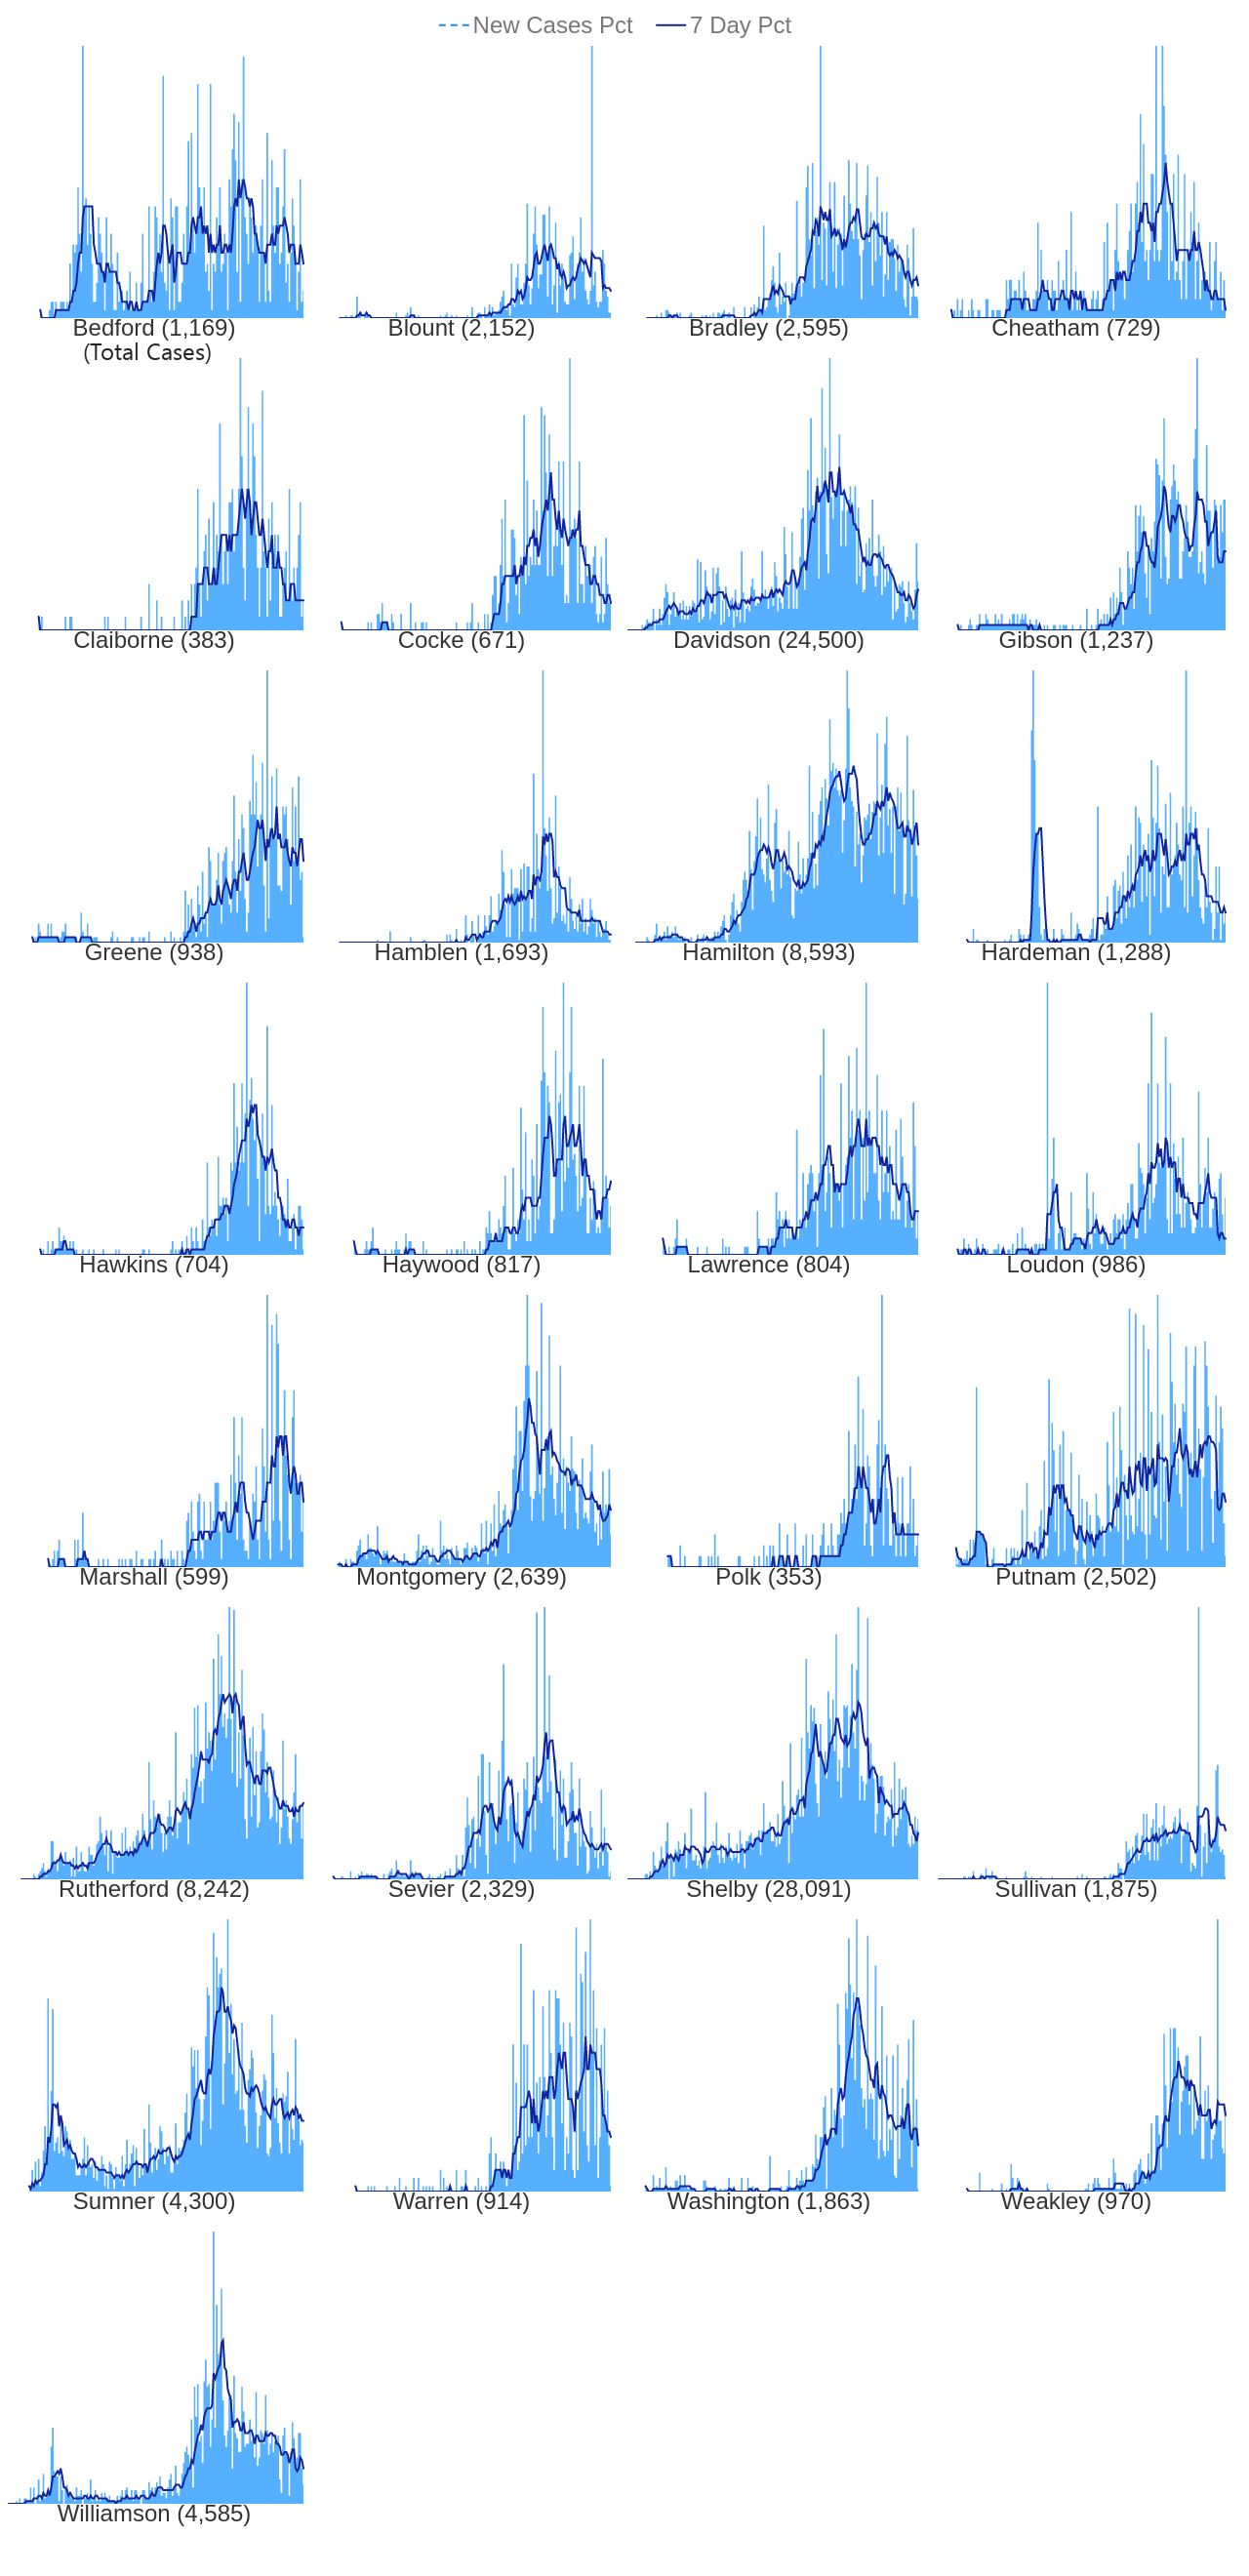 New Cases Pct 7 Day Pct
Bedford (1,169) Blount (2,152) Bradley (2,595) Cheatham (729)
(Total Cases)
Claiborne (383) Cocke (671) Davidson (24,500) Gibson (1,237)
Greene (938) Hamblen (1,693) Hamilton (8,593) Hardeman (1,288)
Hawkins (704) Haywood (817) Lawrence (804) Loudon (986)
Marshall (599) Montgomery (2,639) Polk (353) Putnam (2,502)
Rutherford (8,242) Sevier (2,329) Shelby (28,091) Sullivan (1,875)
Sumner (4,300) Warren (914) Washington (1,863) Weakley (970)
Williamson (4,585)